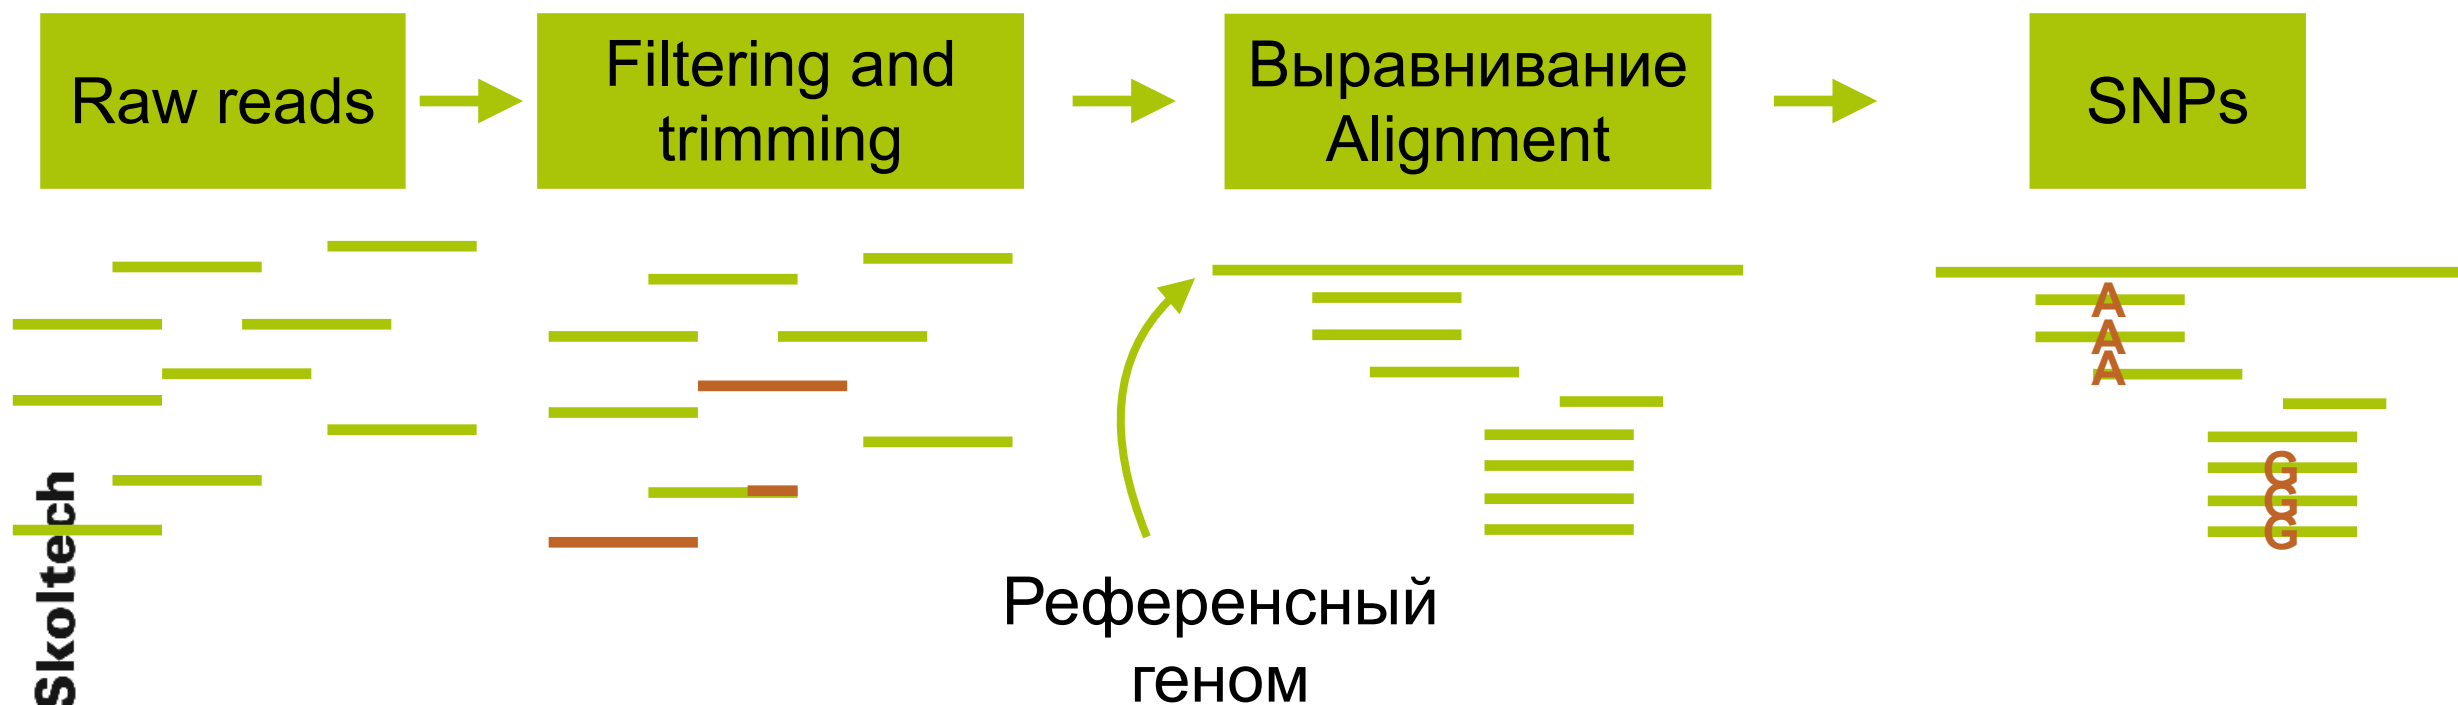 Raw reads
Filtering and
trimming
Выравнивание
Alignment
SNPs
A
A
A
G
G
G
Референсный
геном
Skoltech